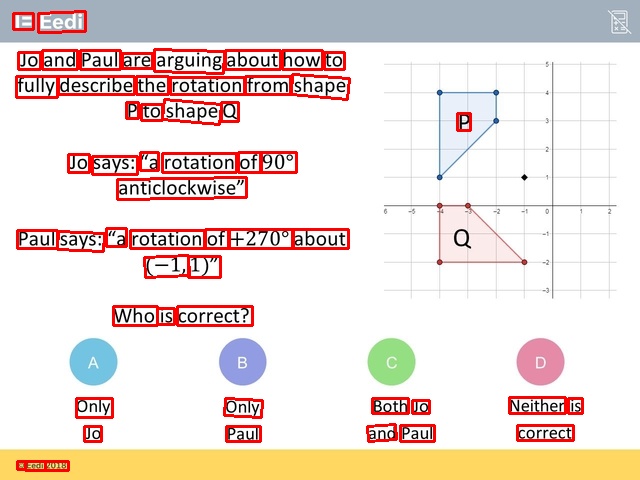 Eedi
Jo and Paul are arguing about how to
fully describe the rotation from shape
P to shape Q
Jo says: “a rotation of 90°
anticlockwise”
Paul says: “a rotation of +270° about
(−1,1)”
Who is correct?
A
Only
Jo
B
Only
Paul
C
Both Jo
and Paul
D
Neither is
correct
P
Q
5
4
3
2
1
6 -5 -4 -3 -2 -1 0 1 2
-1
-2
-3
© Eedi 2018